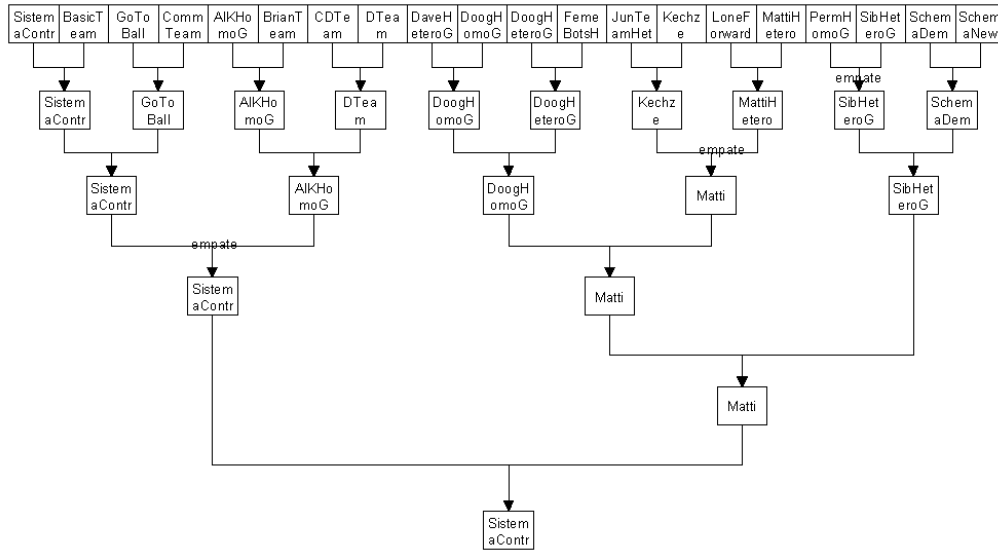 Sistem
aContr
BasicT
eam
GoTo
Ball
Comm
Team
AIKHo
moG
BrianT
eam
CDTe
am
DTea
m
DaveH
eteroG
DoogH
omoG
DoogH
eteroG
Feme
BotsH
JunTe
amHet
Kechz
e
LoneF
orward
MattiH
etero
PermH
omoG
SibHet
eroG
Schem
aDem
Schem
aNew
empate
Sistem
aContr
GoTo
Ball
AIKHo
moG
DTea
m
DoogH
omoG
DoogH
eteroG
Kechz
e
MattiH
etero
SibHet
eroG
Schem
aDem
empate
Sistem
aContr
AIKHo
moG
DoogH
omoG
Matti
SibHet
eroG
empate
Sistem
aContr
Matti
Matti
Sistem
aContr